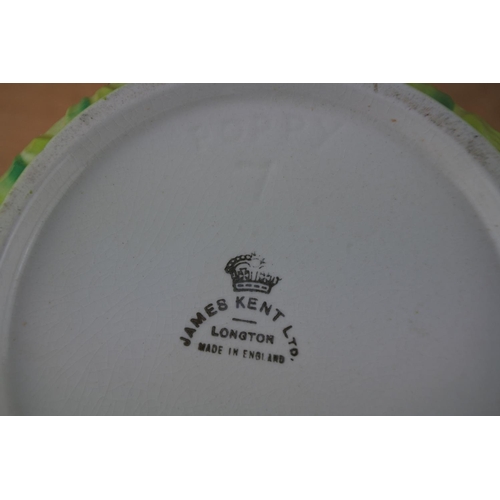 JAMES KENT LTD.
LONGTON
MADE IN ENGLAND